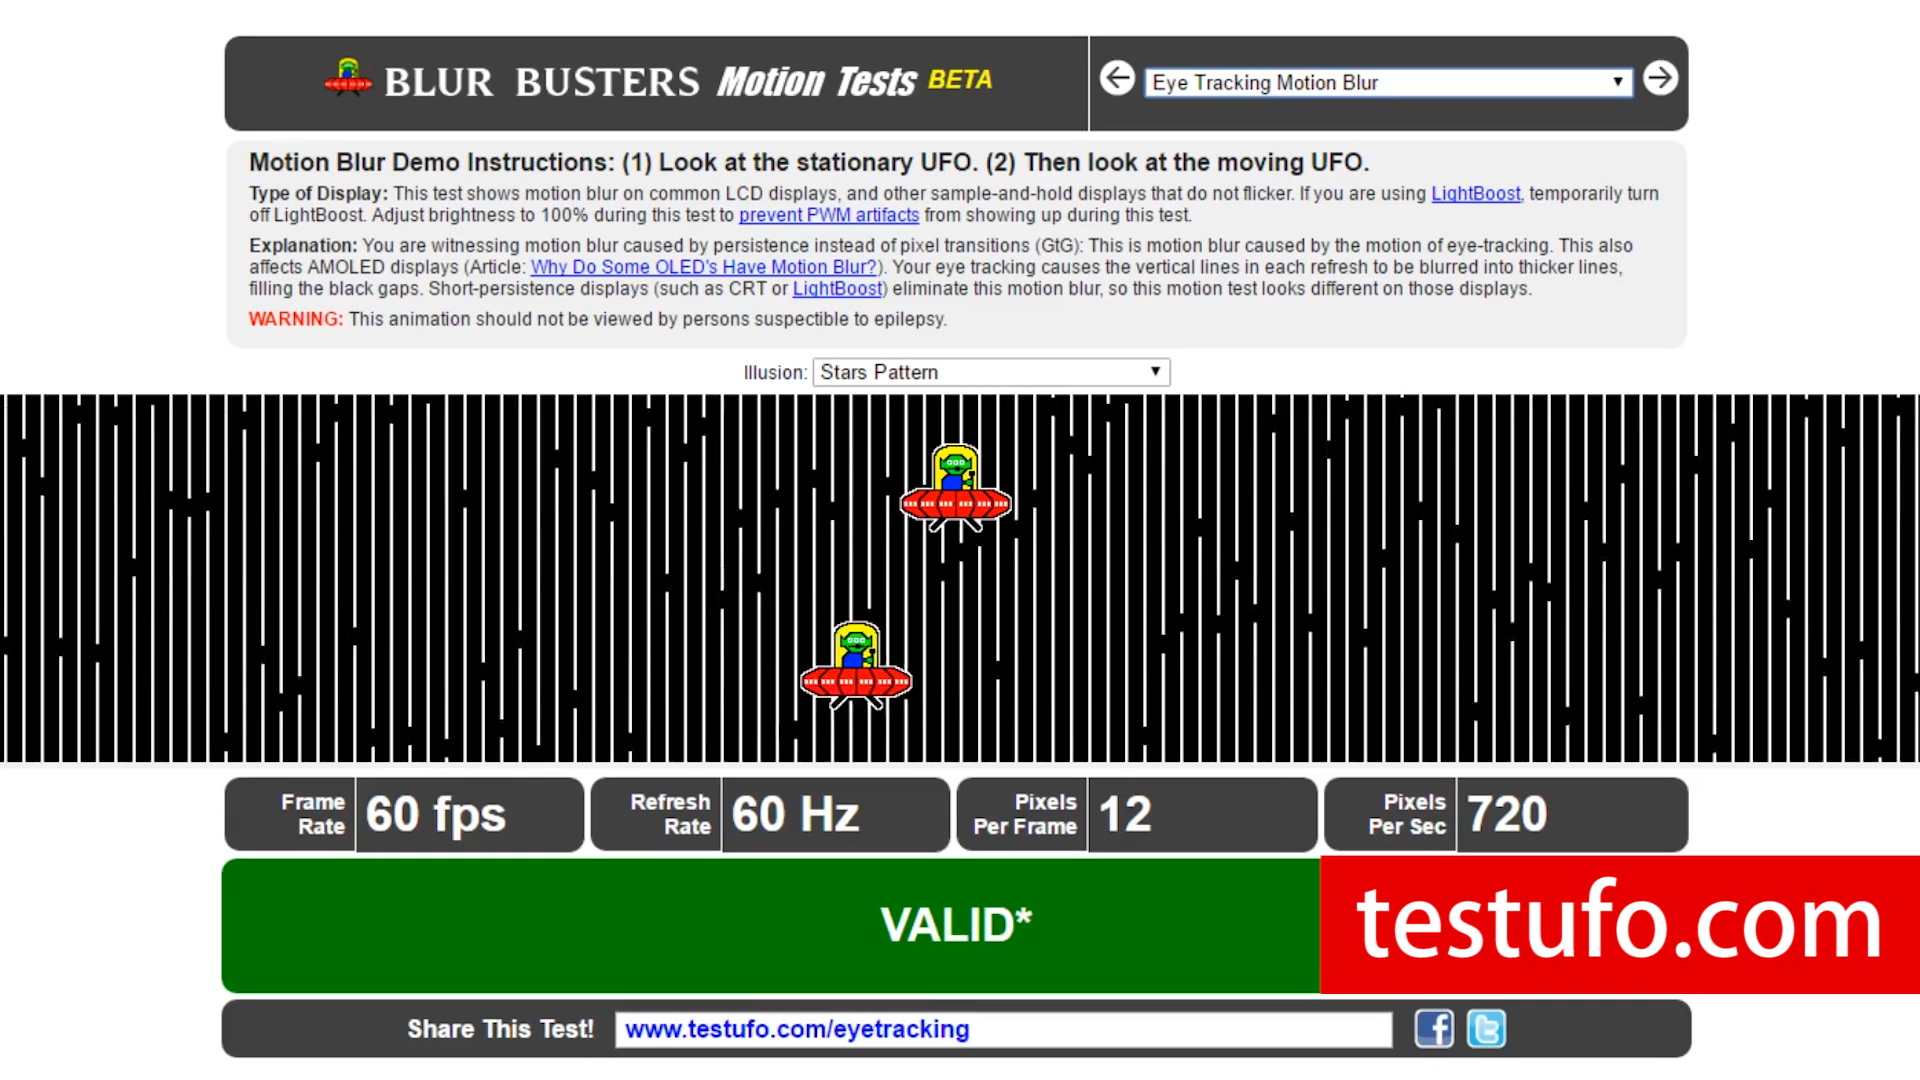 BLUR BUSTERS Motion Tests BETA
Eye Tracking Motion Blur
Motion Blur Demo Instructions: (1) Look at the stationary UFO. (2) Then look at the moving UFO.
Type of Display: This test shows motion blur on common LCD displays, and other sample-and-hold displays that do not flicker. If you are using LightBoost, temporarily turn
off LightBoost. Adjust brightness to 100% during this test to prevent PWM artifacts from showing up during this test.
Explanation: You are witnessing motion blur caused by persistence instead of pixel transitions (GtG): This is motion blur caused by the motion of eye-tracking. This also
affects AMOLED displays (Article: Why Do Some OLED's Have Motion Blur?). Your eye tracking causes the vertical lines in each refresh to be blurred into thicker lines,
filling the black gaps. Short-persistence displays (such as CRT or LightBoost) eliminate this motion blur, so this motion test looks different on those displays.
WARNING: This animation should not be viewed by persons suspectible to epilepsy.
Illusion: Stars Pattern
Frame
Rate
60 fps
Refresh
Rate
60 Hz
Pixels
Per Frame
12
Pixels
Per Sec
720
VALID*
testufo.com
Share This Test! www.testufo.com/eyetracking